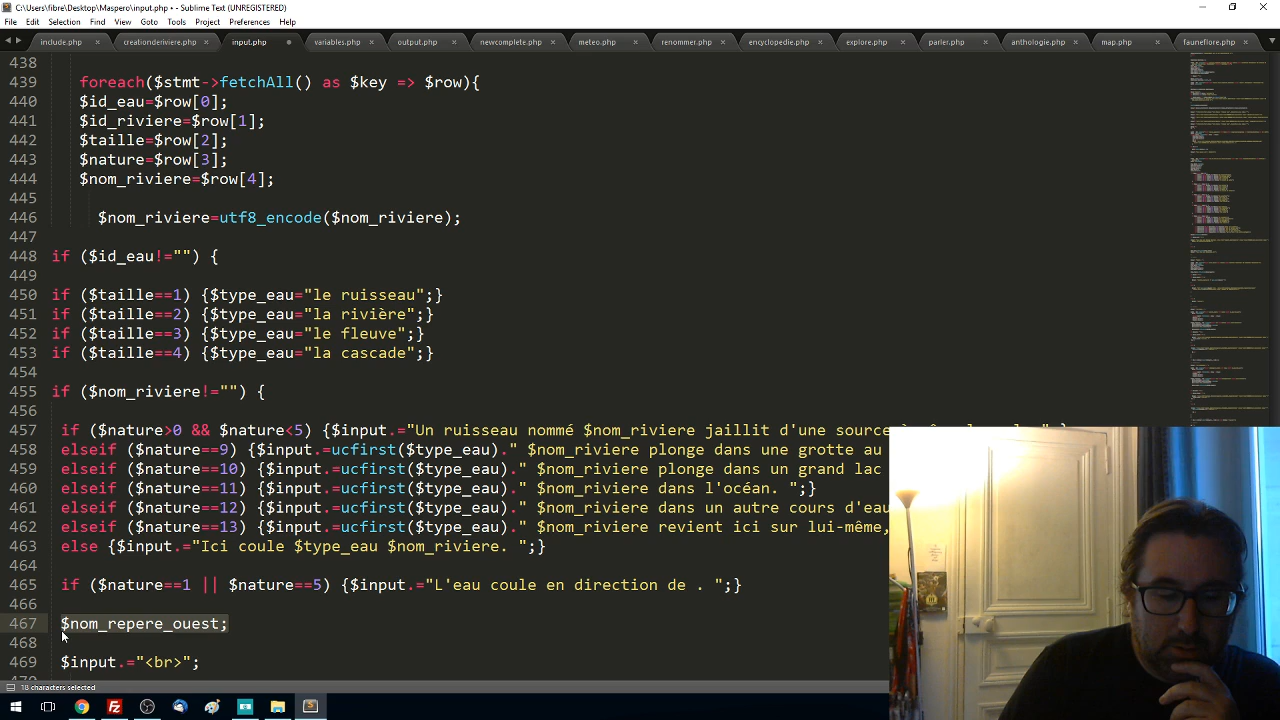 C:\Users\fibre\Desktop\Maspero\input.php • - Sublime Text (UNREGISTERED)
File Edit Selection Find View Goto Tools Project Preferences Help
include.php creationderiviere.php input.php variables.php output.php newcomplete.php meteo.php renommer.php encyclopedie.php explore.php parler.php anthologie.php map.php fauneflore.php
438
439 foreach($stmt->fetchAll() as $key => $row){
440 $id_eau=$row[0];
441 $id_riviere=$row[1];
442 $taille=$row[2];
443 $nature=$row[3];
444 $nom_riviere=$row[4];
445
446 $nom_riviere=utf8_encode($nom_riviere);
447
448 if ($id_eau!="") {
449
450 if ($taille==1) {$type_eau="le ruisseau";}
451 if ($taille==2) {$type_eau="la rivière";}
452 if ($taille==3) {$type_eau="le fleuve";}
453 if ($taille==4) {$type_eau="la cascade";}
454
455 if ($nom_riviere!="") {
456
457 if ($nature>0 && $nature<5) {$input.="Un ruisseau nommé $nom_riviere jaillit d'une source
458 elseif ($nature==9) {$input.=ucfirst($type_eau)." $nom_riviere plonge dans une grotte au
459 elseif ($nature==10) {$input.=ucfirst($type_eau)." $nom_riviere plonge dans un grand lac
460 elseif ($nature==11) {$input.=ucfirst($type_eau)." $nom_riviere dans l'océan. ";}
461 elseif ($nature==12) {$input.=ucfirst($type_eau)." $nom_riviere dans un autre cours d'eau
462 elseif ($nature==13) {$input.=ucfirst($type_eau)." $nom_riviere revient ici sur lui-même,
463 else {$input.="Ici coule $type_eau $nom_riviere. ";}
464
465 if ($nature==1 || $nature==5) {$input.="L'eau coule en direction de . ";}
466
467 $nom_repere_ouest;
468
469 $input.="<br>";
18 characters selected